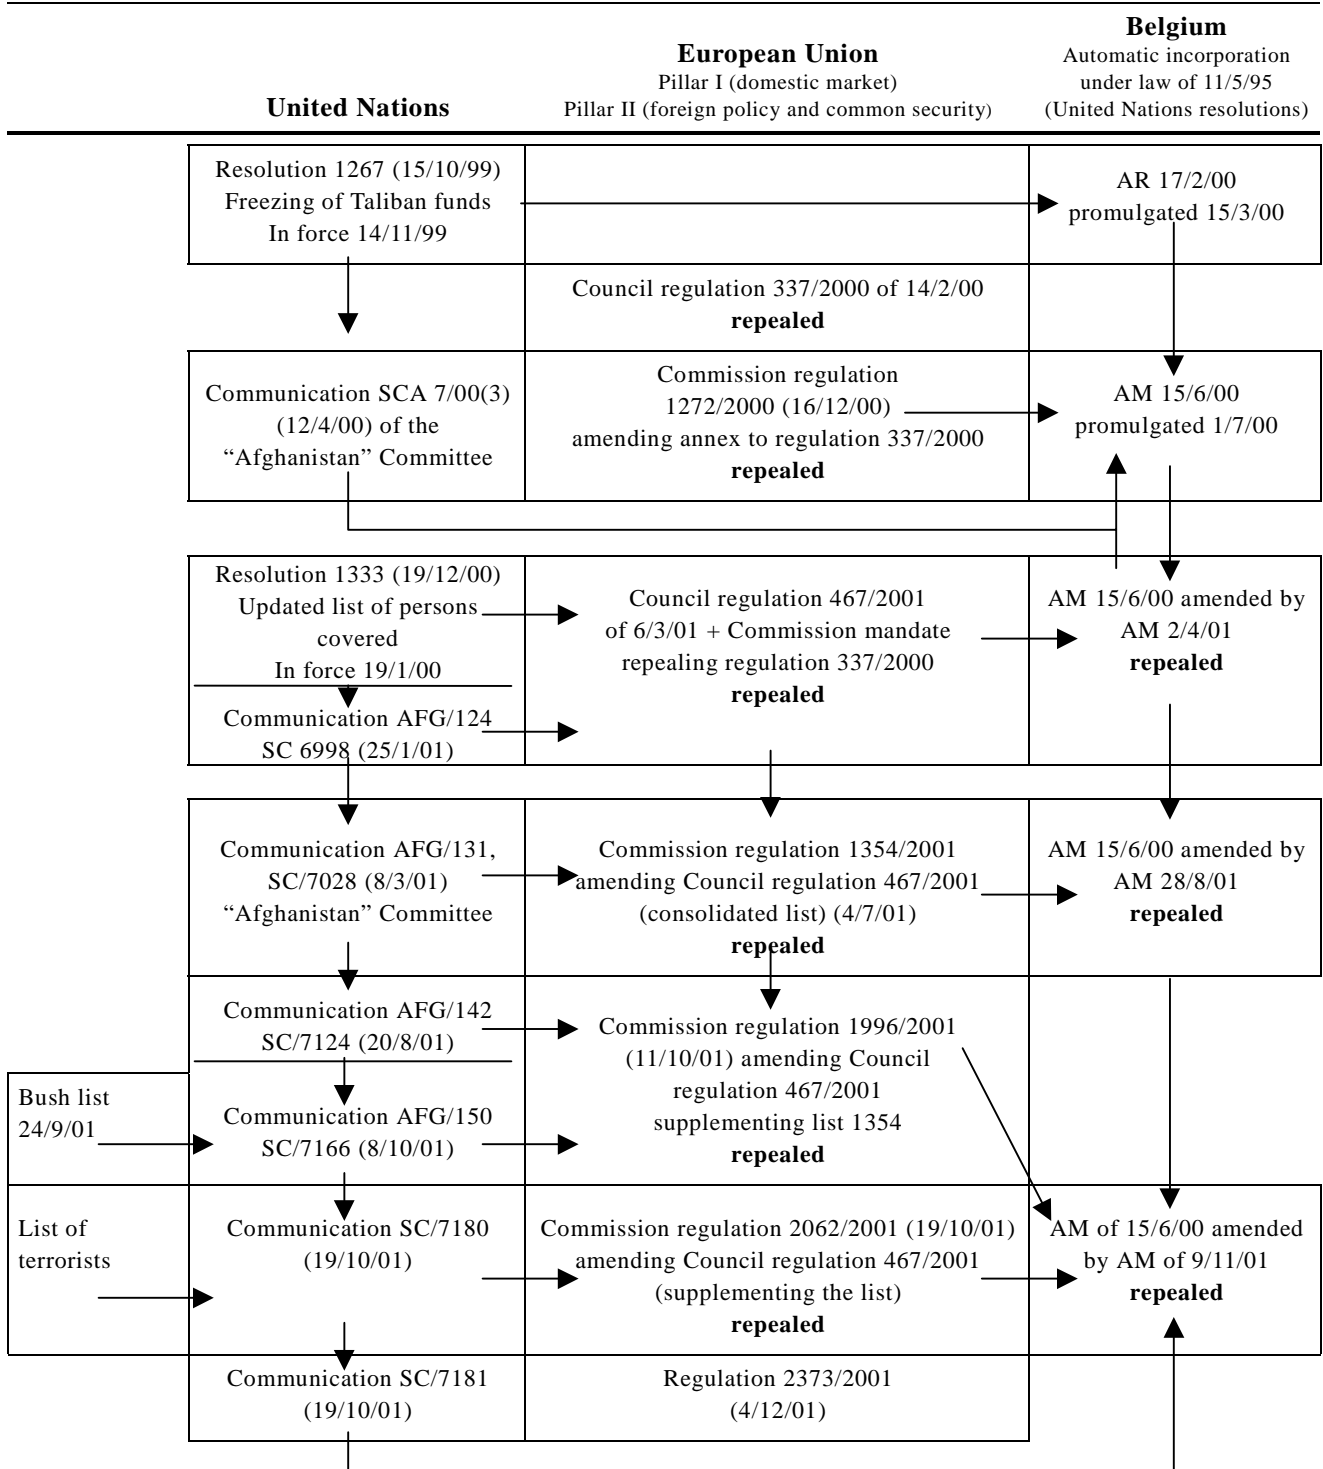 Belgium
European Union
Automatic incorporation
Pillar I (domestic market)
under law of 11/5/95
United Nations
Pillar II (foreign policy and common security)
(United Nations resolutions)
Resolution 1267 (15/10/99)
Freezing of Taliban funds
In force 14/11/99
AR 17/2/00
promulgated 15/3/00
Council regulation 337/2000 of 14/2/00
repealed
Communication SCA 7/00(3)
(12/4/00) of the
“Afghanistan” Committee
Commission regulation
1272/2000 (16/12/00)
amending annex to regulation 337/2000
repealed
AM 15/6/00
promulgated 1/7/00
Resolution 1333 (19/12/00)
Updated list of persons
covered
In force 19/1/00
Communication AFG/124
SC 6998 (25/1/01)
Council regulation 467/2001
of 6/3/01 + Commission mandate
repealing regulation 337/2000
repealed
AM 15/6/00 amended by
AM 2/4/01
repealed
Communication AFG/131,
SC/7028 (8/3/01)
“Afghanistan” Committee
Commission regulation 1354/2001
amending Council regulation 467/2001
(consolidated list) (4/7/01)
repealed
AM 15/6/00 amended by
AM 28/8/01
repealed
Communication AFG/142
SC/7124 (20/8/01)
Commission regulation 1996/2001
(11/10/01) amending Council
regulation 467/2001
supplementing list 1354
repealed
Bush list
24/9/01
Communication AFG/150
SC/7166 (8/10/01)
List of
terrorists
Communication SC/7180
(19/10/01)
Commission regulation 2062/2001 (19/10/01)
amending Council regulation 467/2001
(supplementing the list)
repealed
AM of 15/6/00 amended
by AM of 9/11/01
repealed
Communication SC/7181
(19/10/01)
Regulation 2373/2001
(4/12/01)